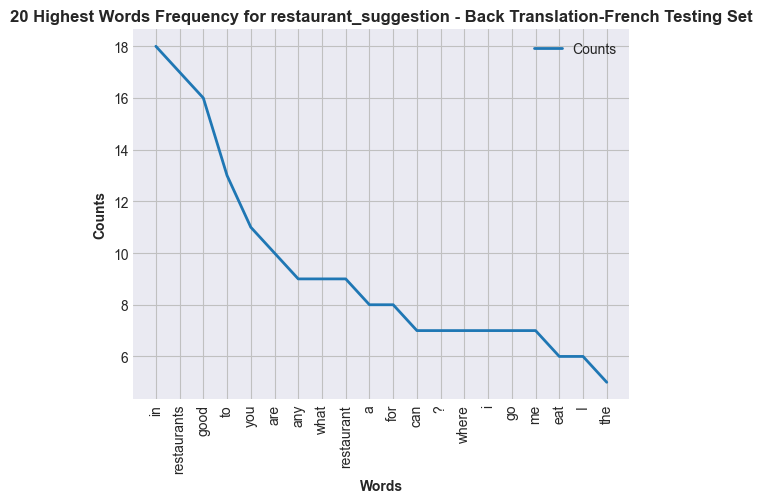 20 Highest Words Frequency for restaurant_suggestion - Back Translation-French Testing Set
Counts
18
16
14
12
10
8
6
Counts
in
restaurants
good
to
you
are
any
what
restaurant
a
for
can
?
where
i
go
me
eat
I
the
Words